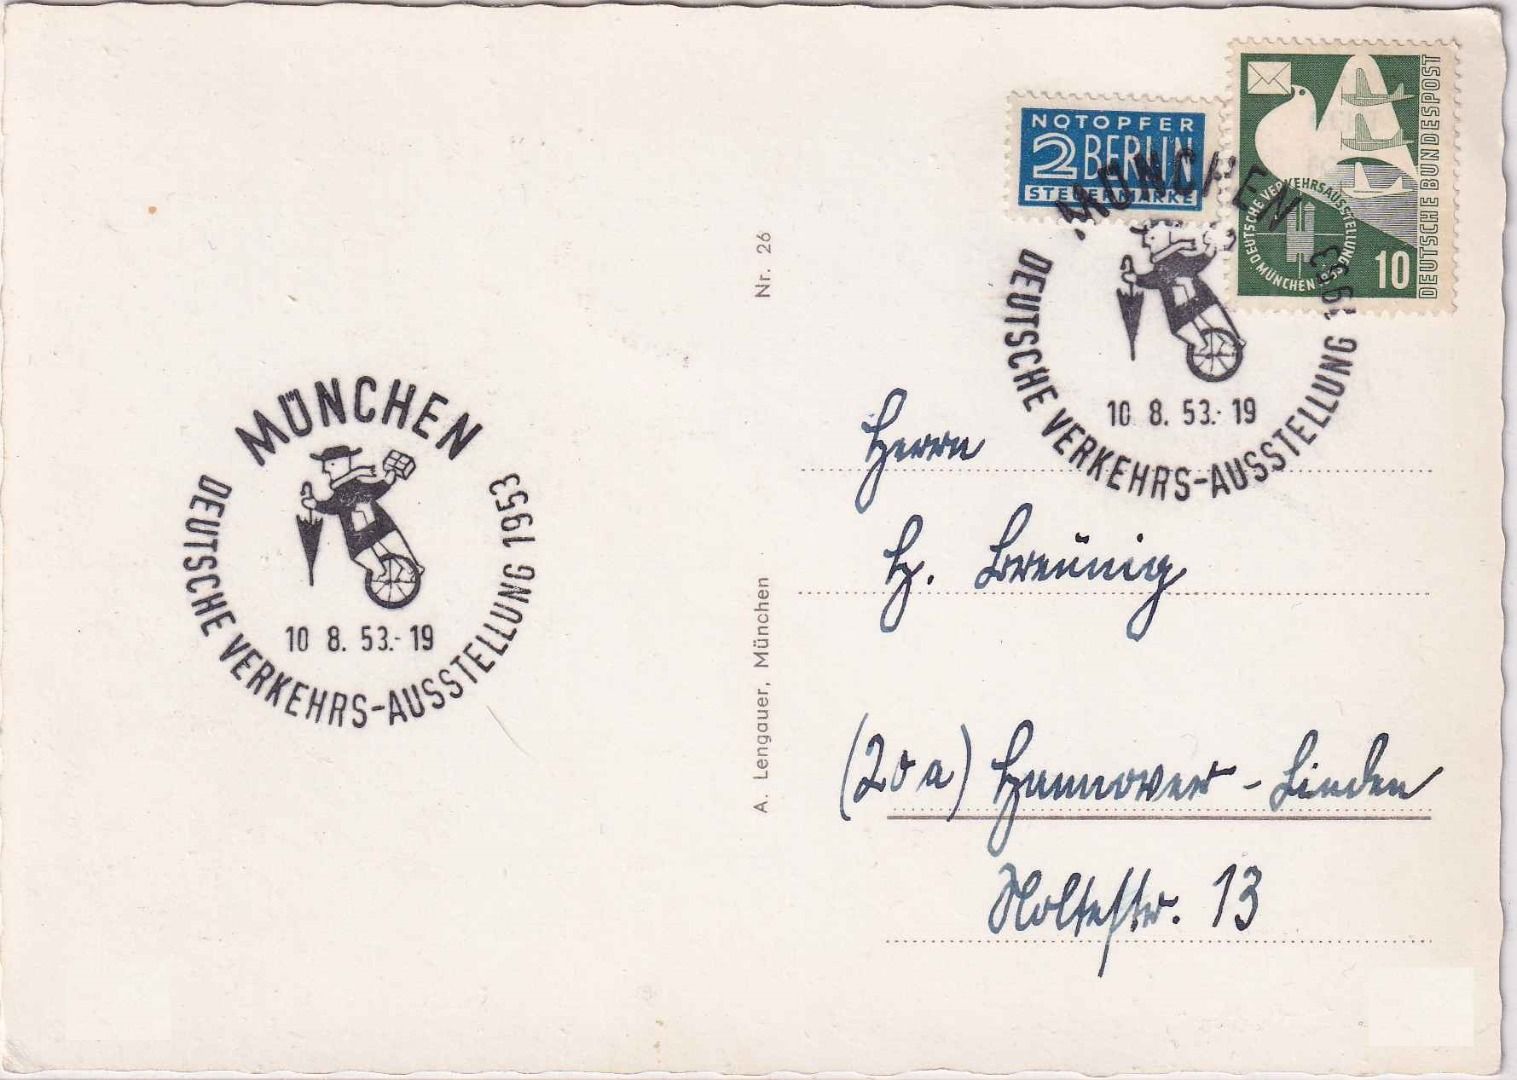 NOTOPFER
2 BERLIN
STEUERMARKE
DEUTSCHE VERKEHRSAUSSTELLUNG MÜNCHEN 1953
10
DEUTSCHE BUNDESPOST
MÜNCHEN
10 8. 53.- 19
DEUTSCHE VERKEHRS-AUSSTELLUNG 1953
MÜNCHEN
10 8. 53.- 19
DEUTSCHE VERKEHRS-AUSSTELLUNG 1953
Nr. 26
A. Lengauer, München
Herrn
H. Breünig
(20a) Hannover-Linden
Noltestr. 13